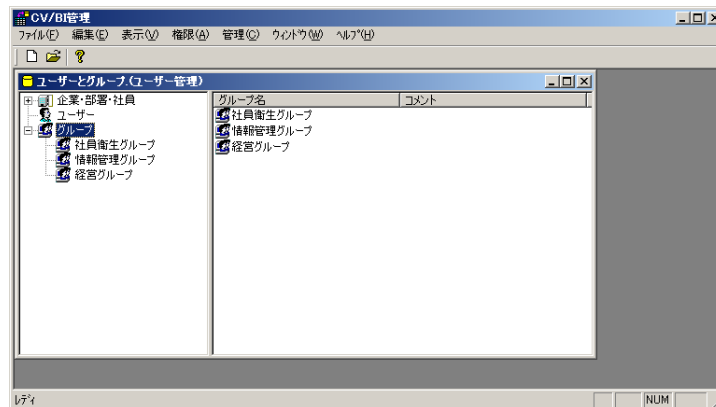 CV/BI管理
ファイル(F) 編集(E) 表示(V) 権限(A) 管理(C) ウィンドウ(W) ヘルプ(H)
ユーザーとグループ.(ユーザー管理)
企業・部署・社員
ユーザー
グループ
社員衛生グループ
情報管理グループ
経営グループ
グループ名 コメント
社員衛生グループ
情報管理グループ
経営グループ
レディ NUM